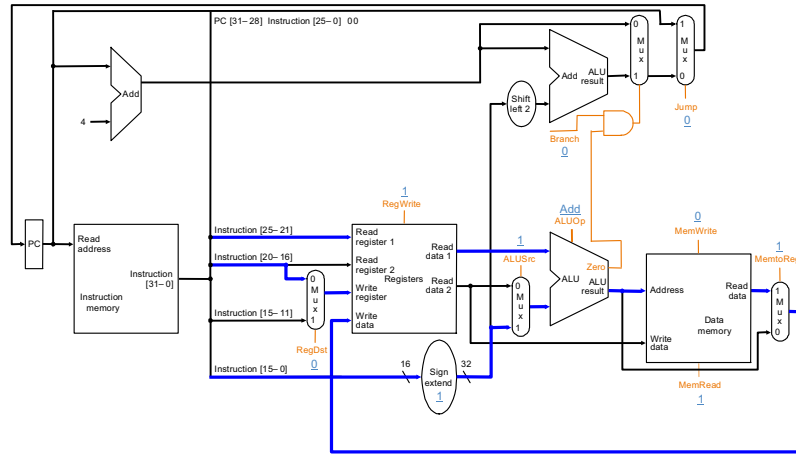 PC [31–28] Instruction [25–0] 00
0
M
u
x
1
1
M
u
x
0
Add
4
Shift
left 2
Add
ALU
result
Branch
0
Jump
0
PC
Read
address
Instruction
[31–0]
Instruction
memory
Instruction [25–21]
Instruction [20–16]
Instruction [15–11]
Instruction [15–0]
0
M
u
x
1
RegDst
0
1
RegWrite
Read
register 1
Read
register 2
Write
register
Write
data
Registers
Read
data 1
Read
data 2
16
Sign
extend
1
32
1
ALUSrc
0
M
u
x
1
Add
ALUOp
Zero
ALU
ALU
result
0
MemWrite
Address
Read
data
Data
memory
Write
data
MemRead
1
1
MemtoReg
1
M
u
x
0